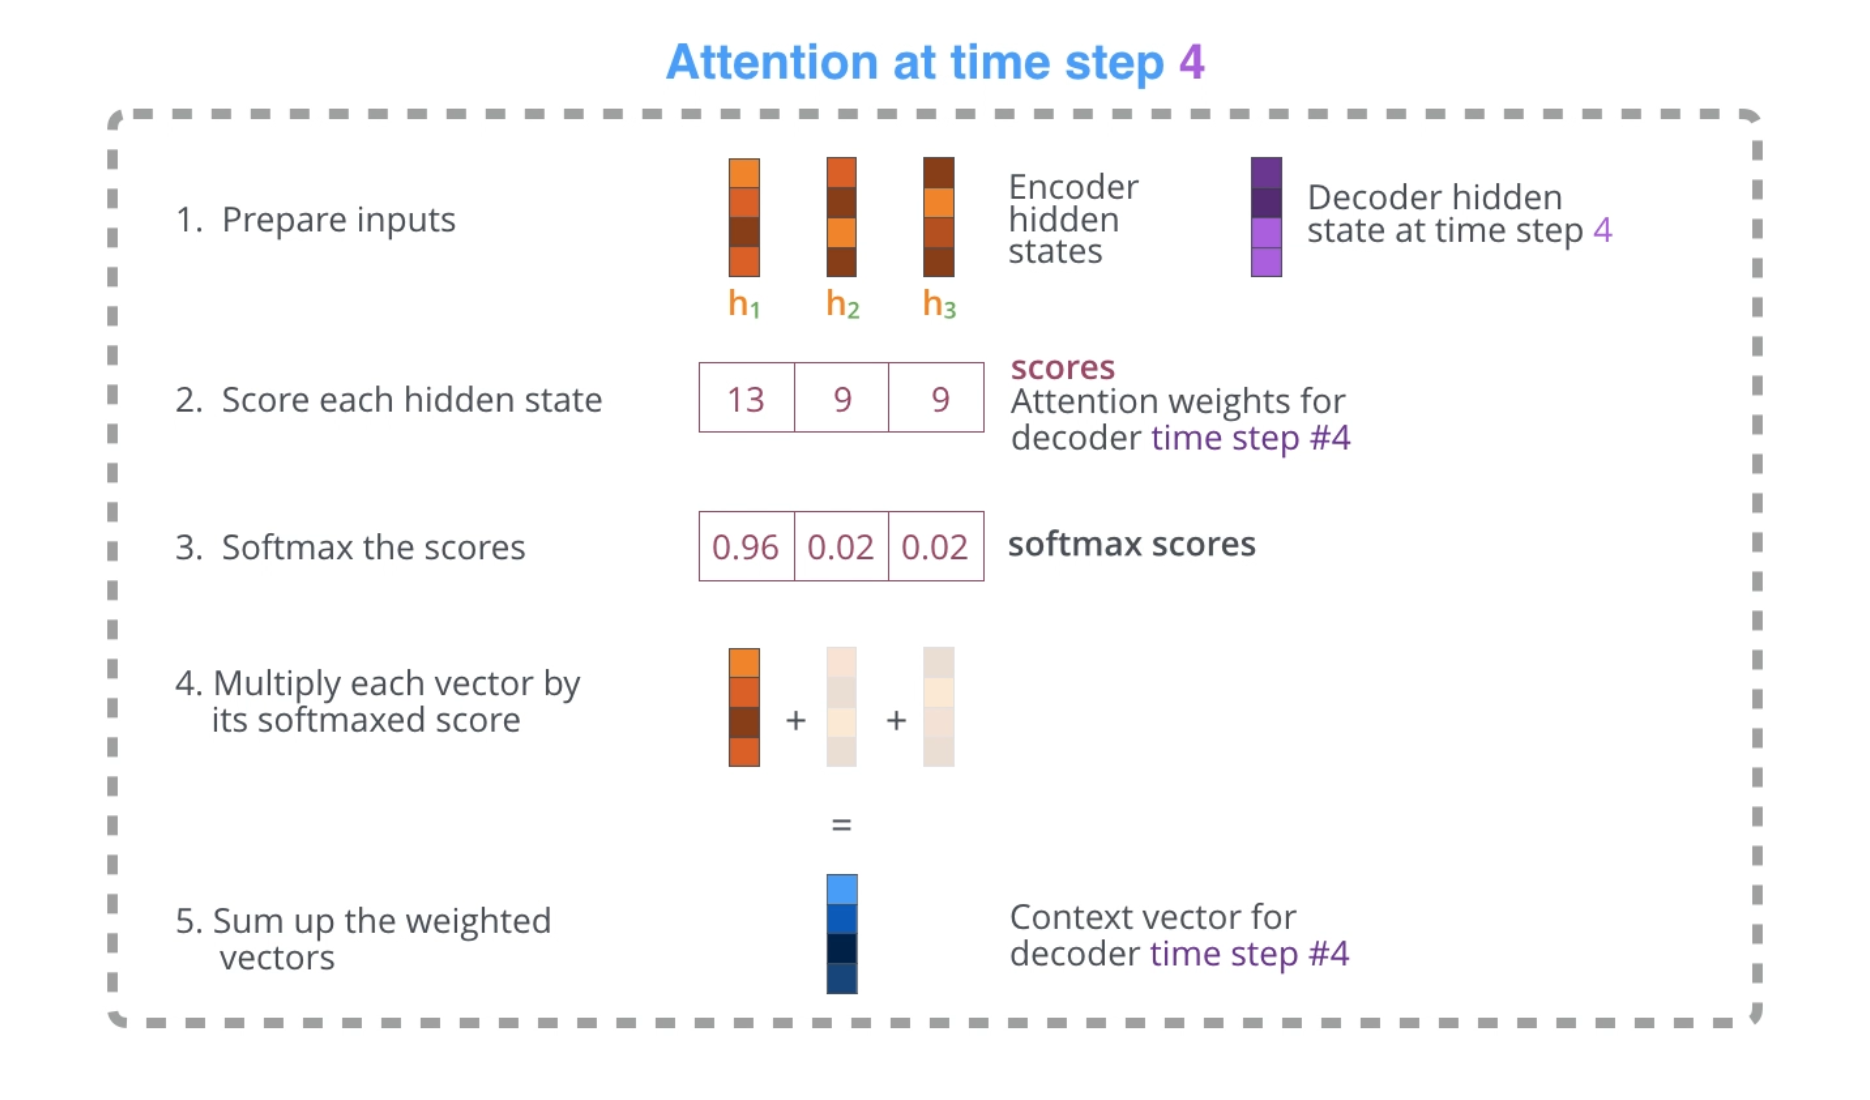 Attention at time step 4
1. Prepare inputs
h1
h2
h3
Encoder
hidden
states
Decoder hidden
state at time step 4
2. Score each hidden state
13
9
9
scores
Attention weights for
decoder time step #4
3. Softmax the scores
0.96
0.02
0.02
softmax scores
4. Multiply each vector by
its softmaxed score
+
+
=
5. Sum up the weighted
vectors
Context vector for
decoder time step #4